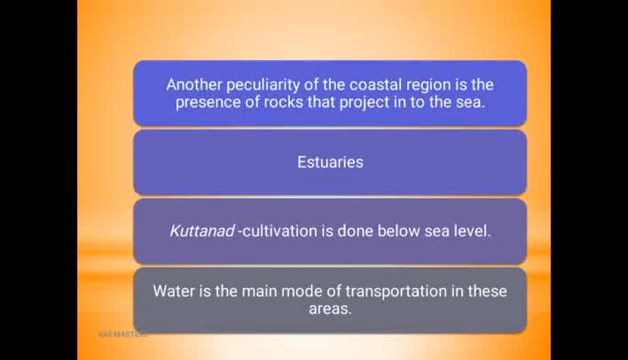 Another peculiarity of the coastal region is the
presence of rocks that project in to the sea.
Estuaries
Kuttanad -cultivation is done below sea level.
Water is the main mode of transportation in these
areas.